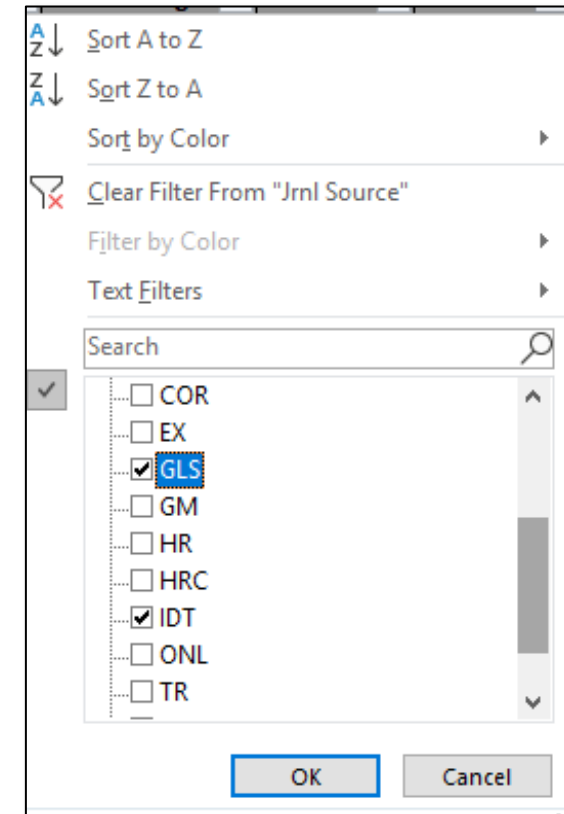 Sort A to Z
Sort Z to A
Sort by Color
Clear Filter From "Jrnl Source"
Filter by Color
Text Filters
Search
COR
EX
GLS
GM
HR
HRC
IDT
ONL
TR
OK
Cancel